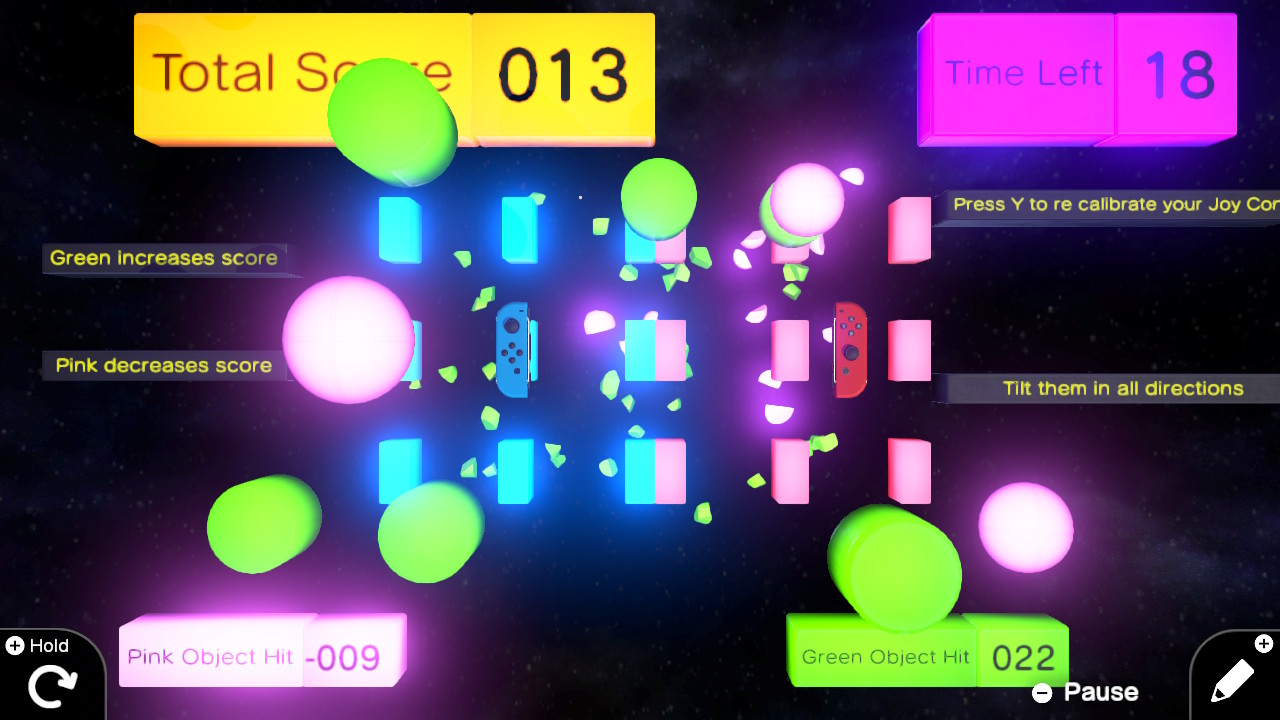 Total Score 013
Time Left 18
Press Y to re calibrate your Joy Con
Green increases score
Pink decreases score
Tilt them in all directions
Hold
Pink Object Hit -009
Green Object Hit 022
Pause